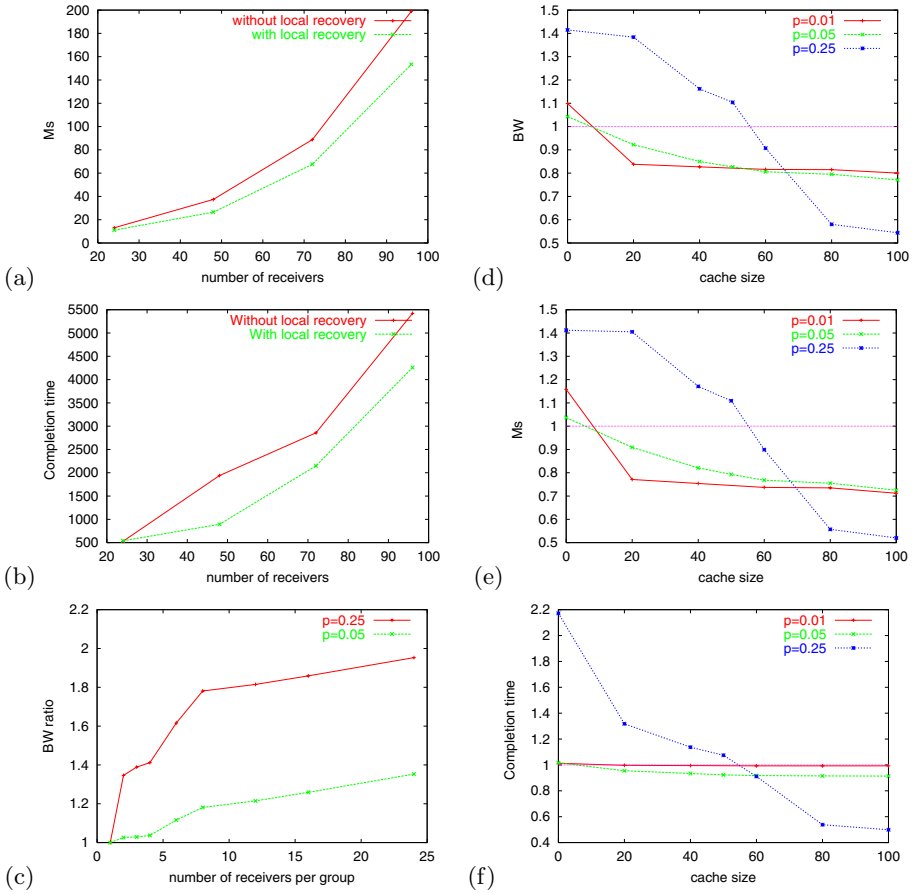 200
180
160
140
120
100
80
60
40
20
0
20 30 40 50 60 70 80 90 100
Ms
number of receivers
without local recovery
with local recovery
(a)
1.5
1.4
1.3
1.2
1.1
1
0.9
0.8
0.7
0.6
0.5
0 20 40 60 80 100
BW
cache size
p=0.01
p=0.05
p=0.25
(d)
5500
5000
4500
4000
3500
3000
2500
2000
1500
1000
500
20 30 40 50 60 70 80 90 100
Completion time
number of receivers
Without local recovery
With local recovery
(b)
1.5
1.4
1.3
1.2
1.1
1
0.9
0.8
0.7
0.6
0.5
0 20 40 60 80 100
Ms
cache size
p=0.01
p=0.05
p=0.25
(e)
2.2
2
1.8
1.6
1.4
1.2
1
0 5 10 15 20 25
BW ratio
number of receivers per group
p=0.25
p=0.05
(c)
2.2
2
1.8
1.6
1.4
1.2
1
0.8
0.6
0.4
0 20 40 60 80 100
Completion time
cache size
p=0.01
p=0.05
p=0.25
(f)